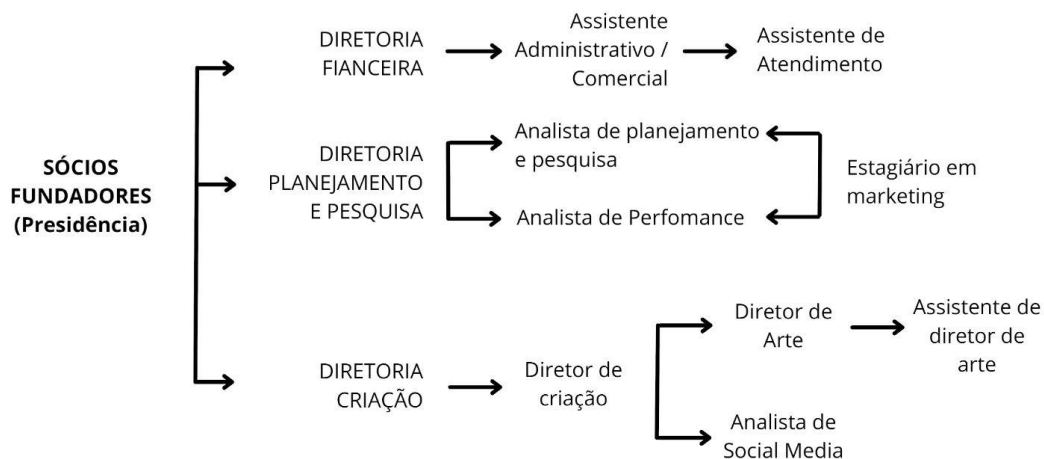 SÓCIOS
FUNDADORES
(Presidência)
DIRETORIA
FIANCEIRA
Assistente
Administrativo /
Comercial
Assistente de
Atendimento
DIRETORIA
PLANEJAMENTO
E PESQUISA
Analista de planejamento
e pesquisa
Analista de Perfomance
Estagiário em
marketing
DIRETORIA
CRIAÇÃO
Diretor de
criação
Diretor de
Arte
Assistente de
diretor de
arte
Analista de
Social Media